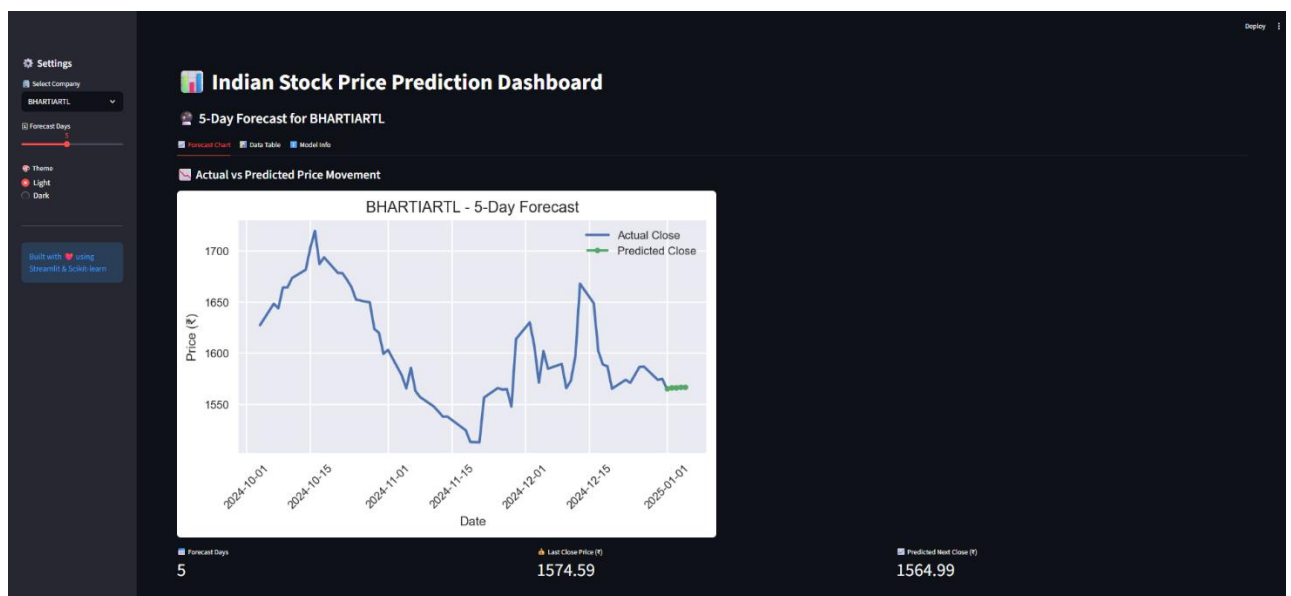 Deploy
Settings
Select Company
BHARTIARTL
Forecast Days
5
Theme
Light
Dark
Built with ❤ using
Streamlit & Scikit-learn
Indian Stock Price Prediction Dashboard
5-Day Forecast for BHARTIARTL
Forecast Chart Data Table Model Info
Actual vs Predicted Price Movement
BHARTIARTL - 5-Day Forecast
Actual Close
Predicted Close
Price (₹)
1700
1650
1600
1550
2024-10-01 2024-10-15 2024-11-01 2024-11-15 2024-12-01 2024-12-15 2025-01-01
Date
Forecast Days Last Close Price (₹) Predicted Next Close (₹)
5 1574.59 1564.99